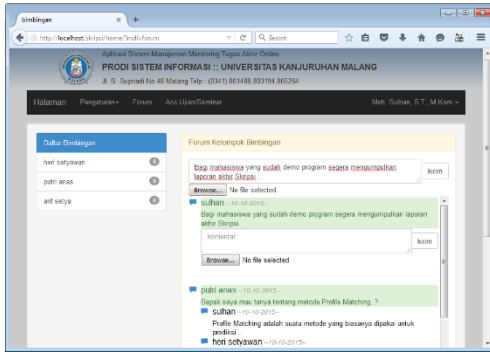 bimbingan
localhost/skripsi/home/?mdl=forum
Search
Aplikasi Sistem Manajemen Monitoring Tugas Akhir Online
PRODI SISTEM INFORMASI :: UNIVERSITAS KANJURUHAN MALANG
Jl. S. Supriadi No.48 Malang Telp : (0341) 801488,803194,805264
Halaman Pengaturan Forum Acc Ujian/Seminar Moh. Sulhan, S.T., M.Kom
Daftar Bimbingan
heri setyawan 0
putri anas 0
arif setya 0
Forum Kelompok Bimbingan
Bagi mahasiswa yang sudah demo program segera mengumpulkan
laporan akhir Skripsi...
kirim
Browse... No file selected
sulhan --10-10-2015--
Bagi mahasiswa yang sudah demo program segera mengumpulkan laporan
akhir Skripsi...
komentar
kirim
Browse... No file selected
putri anas --10-10-2015--
Bapak saya mau tanya tentang metode Profile Matching..?
sulhan --10-10-2015--
Profile Matching adalah suatu metode yang biasanya dipakai untuk
prediksi...
heri setyawan --10-10-2015--